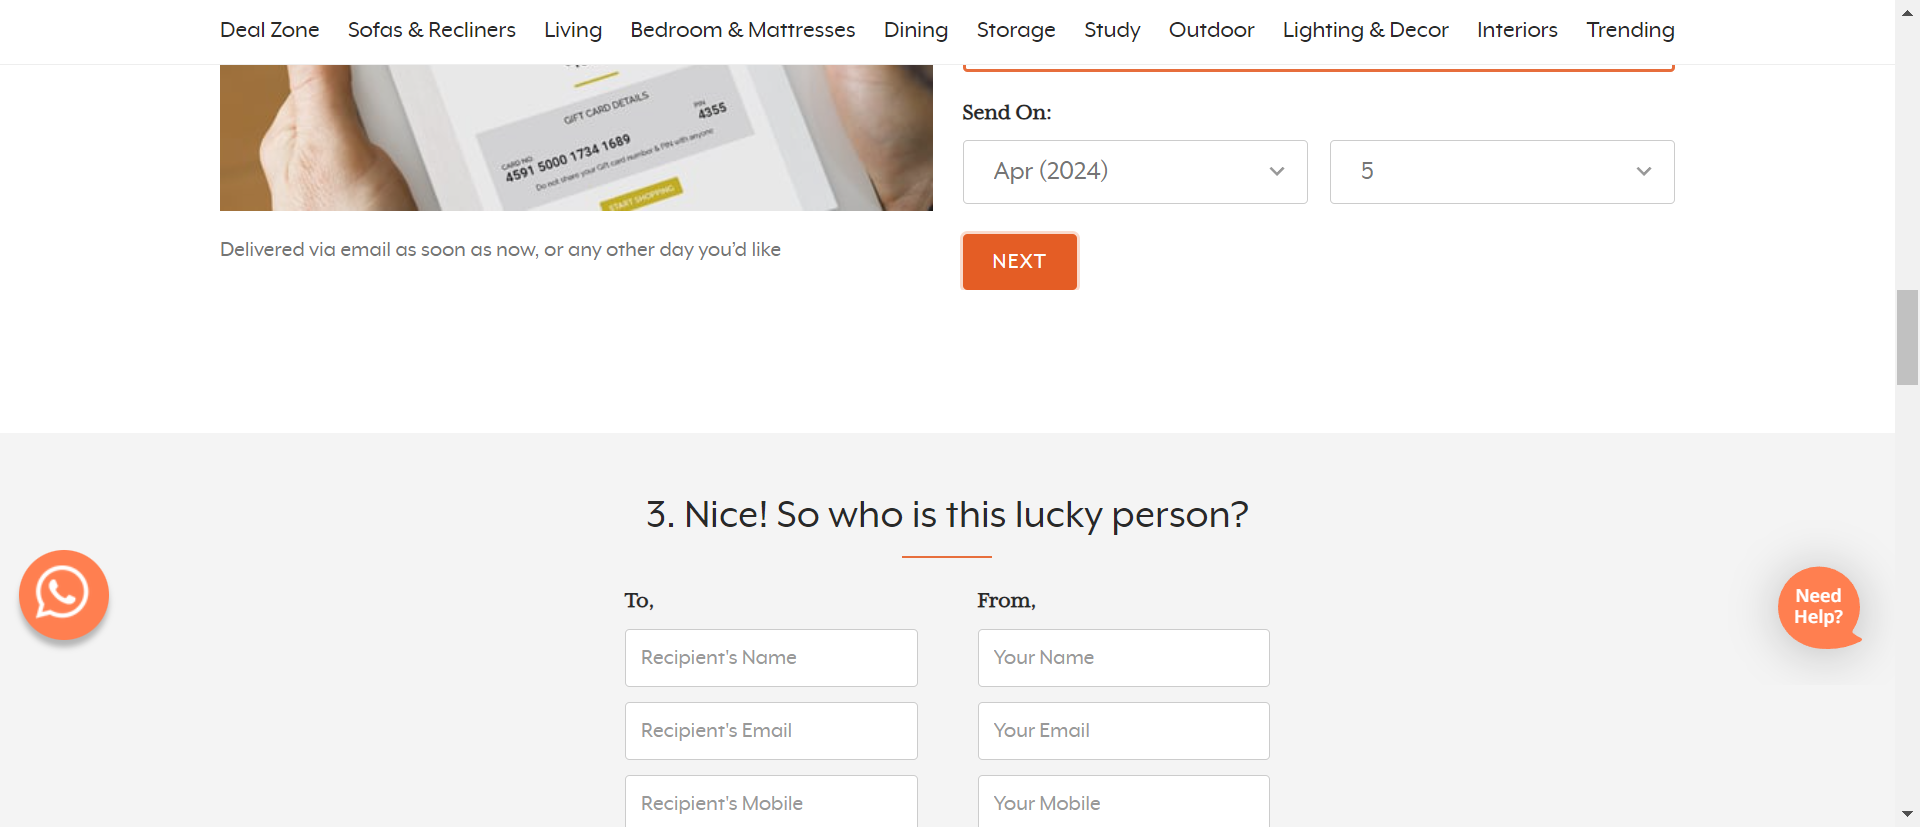 Deal Zone Sofas & Recliners Living Bedroom & Mattresses Dining Storage Study Outdoor Lighting & Decor Interiors Trending
GIFT CARD DETAILS
CARD NO. PIN
4591 5000 1734 1689 4355
Do not share your Gift card number & PIN with anyone
START SHOPPING
Delivered via email as soon as now, or any other day you’d like
Send On:
Apr (2024) 5
NEXT
3. Nice! So who is this lucky person?
To, From,
Recipient's Name Your Name
Recipient's Email Your Email
Recipient's Mobile Your Mobile
Need
Help?